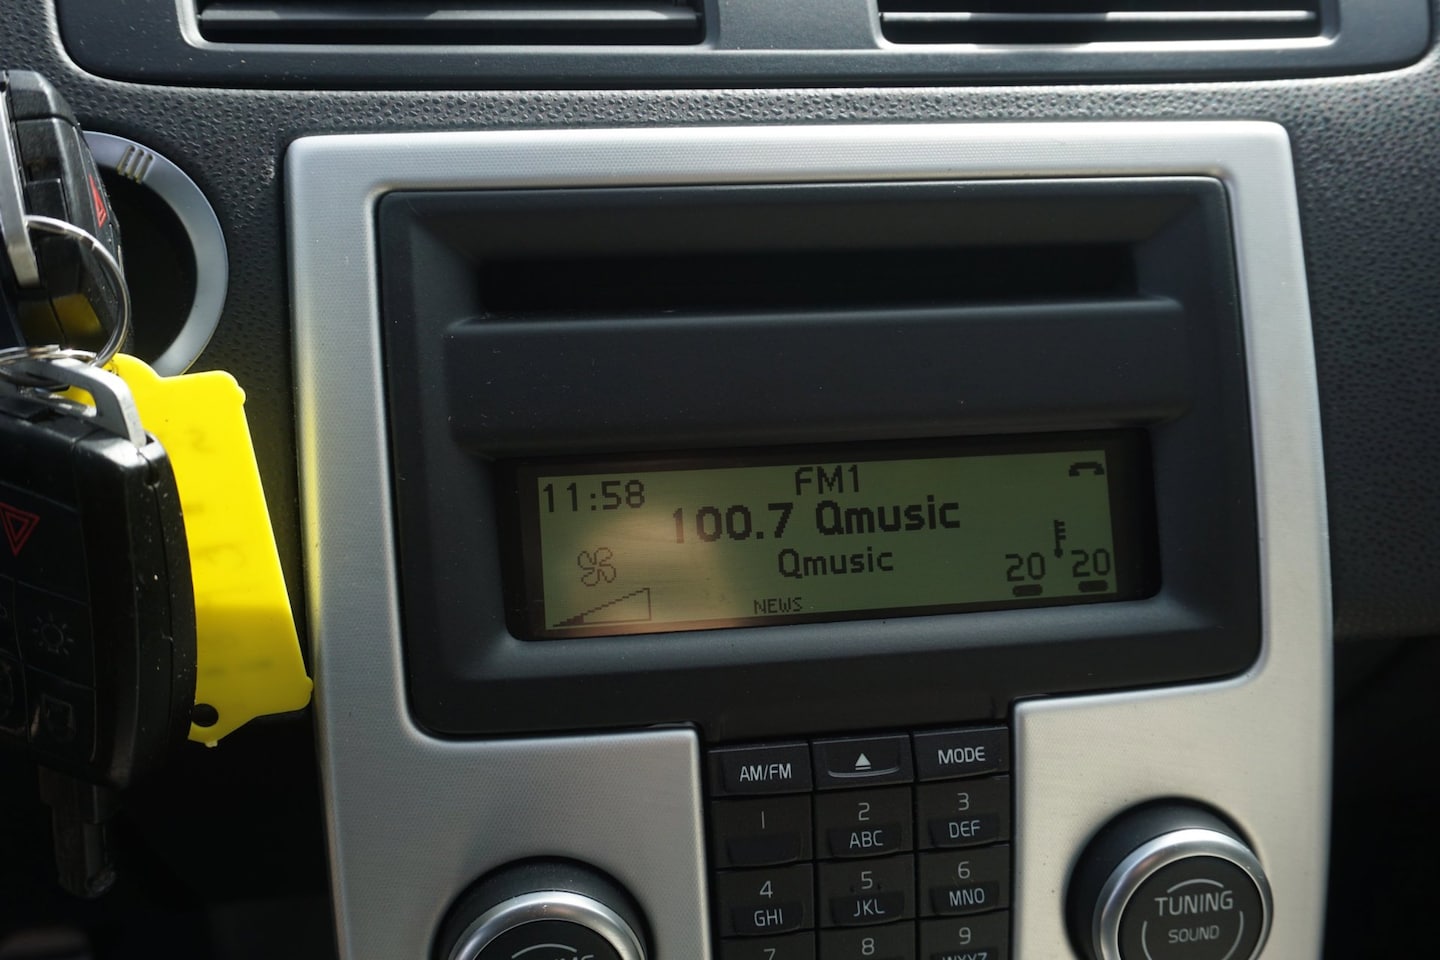 11:58
FM1
100.7 Qmusic
Qmusic
NEWS
20 20
AM/FM
MODE
1
2
ABC
3
DEF
4
GHI
5
JKL
6
MNO
7
8
9
TUNING
SOUND